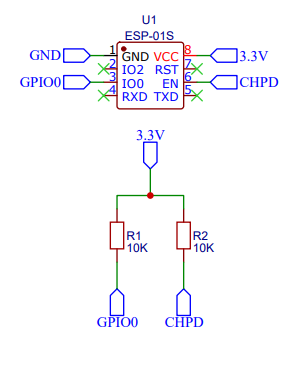 U1
ESP-01S
GND 1 GND VCC 8 3.3V
2 IO2 RST 7
GPIO0 3 IO0 EN 6 CHPD
4 RXD TXD 5
3.3V
R1 R2
10K 10K
GPIO0 CHPD